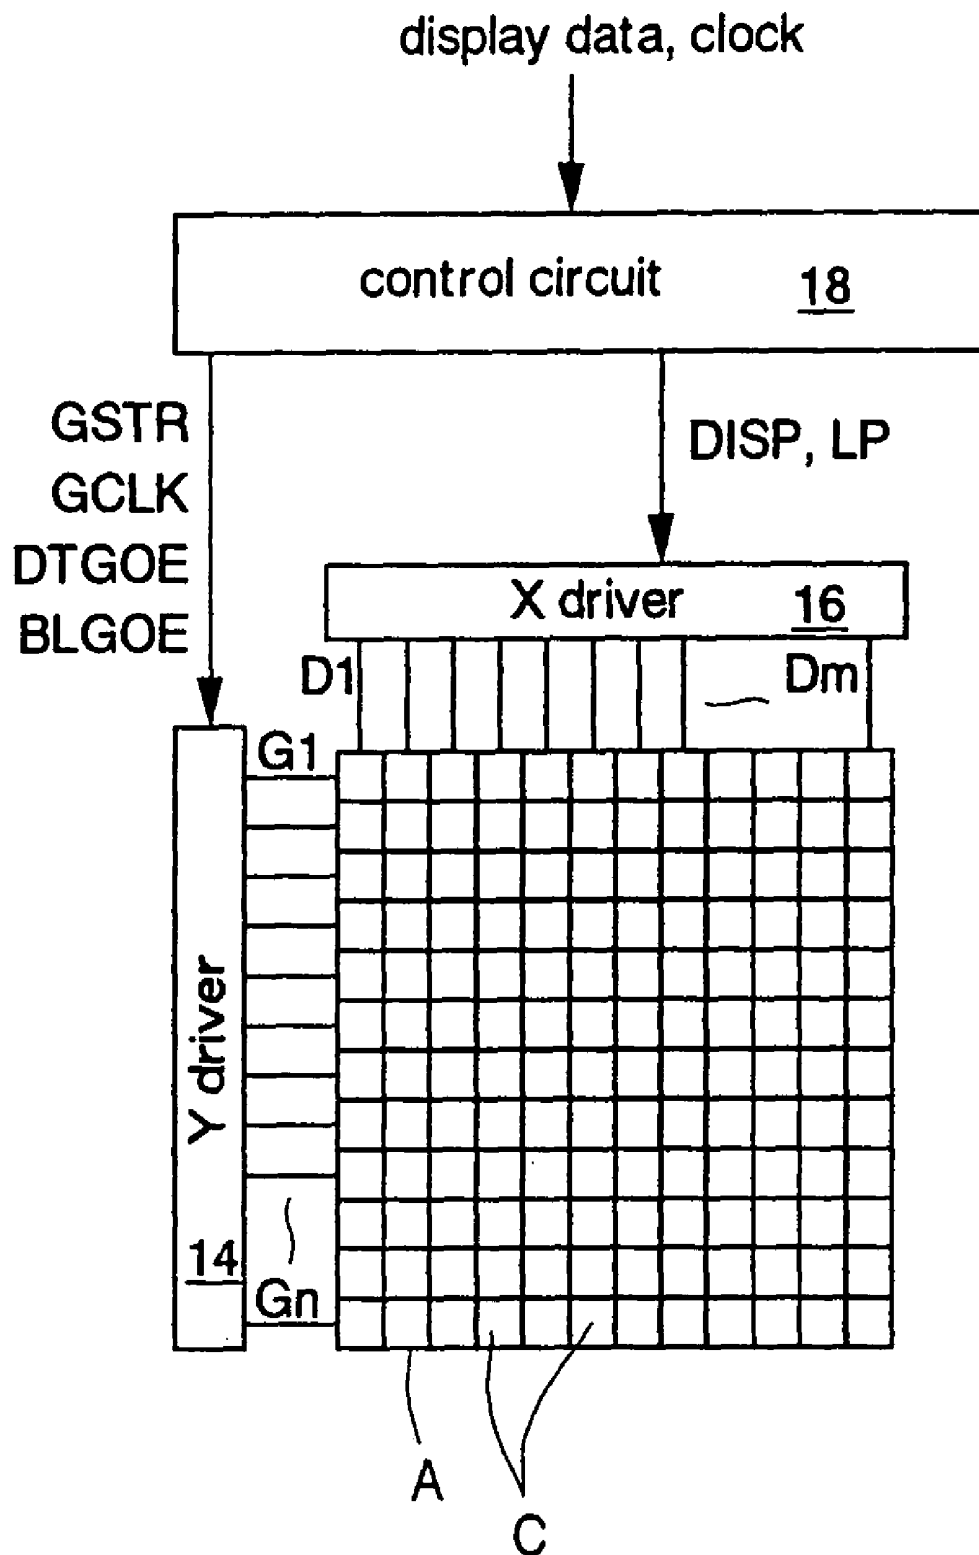 display data, clock
control circuit 18
GSTR
GCLK
DTGOE
BLGOE
DISP, LP
X driver 16
D1
Dm
G1
Y driver
14
Gn
A
C